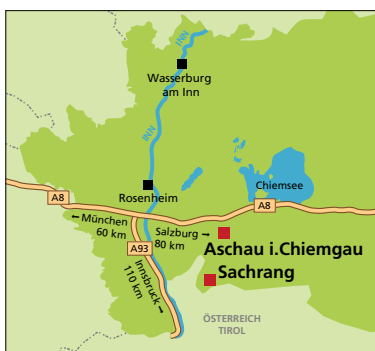 INN
Wasserburg
am Inn
INN
Chiemsee
Rosenheim
A8
A8
← München
60 km
Salzburg →
80 km
A93
Innsbruck →
110 km
Aschau i.Chiemgau
Sachrang
ÖSTERREICH
TIROL